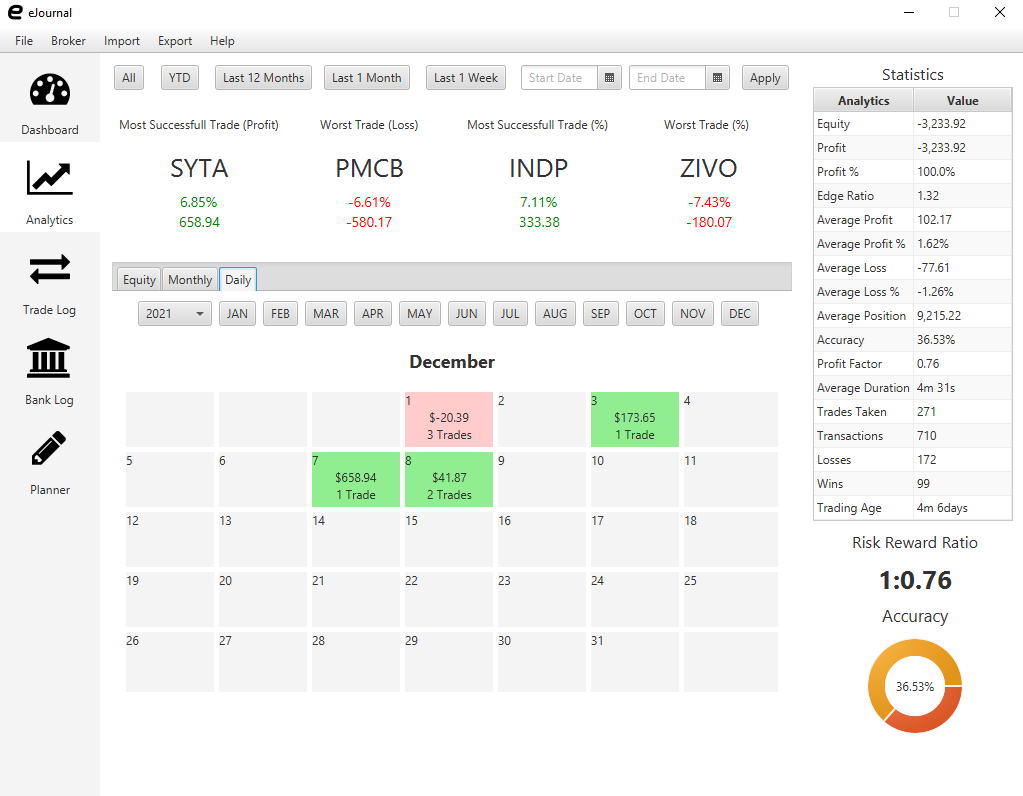 eJournal
File Broker Import Export Help
Dashboard
Analytics
Trade Log
Bank Log
Planner
All YTD Last 12 Months Last 1 Month Last 1 Week Start Date End Date Apply
Most Successfull Trade (Profit) Worst Trade (Loss) Most Successfull Trade (%) Worst Trade (%)
SYTA PMCB INDP ZIVO
6.85% -6.61% 7.11% -7.43%
658.94 -580.17 333.38 -180.07
Equity Monthly Daily
2021 JAN FEB MAR APR MAY JUN JUL AUG SEP OCT NOV DEC
December
1 2 3 4
$-20.39 $173.65
3 Trades 1 Trade
5 6 7 8 9 10 11
$658.94 $41.87
1 Trade 2 Trades
12 13 14 15 16 17 18
19 20 21 22 23 24 25
26 27 28 29 30 31
Statistics
Analytics Value
Equity -3,233.92
Profit -3,233.92
Profit % 100.0%
Edge Ratio 1.32
Average Profit 102.17
Average Profit % 1.62%
Average Loss -77.61
Average Loss % -1.26%
Average Position 9,215.22
Accuracy 36.53%
Profit Factor 0.76
Average Duration 4m 31s
Trades Taken 271
Transactions 710
Losses 172
Wins 99
Trading Age 4m 6days
Risk Reward Ratio
1:0.76
Accuracy
36.53%